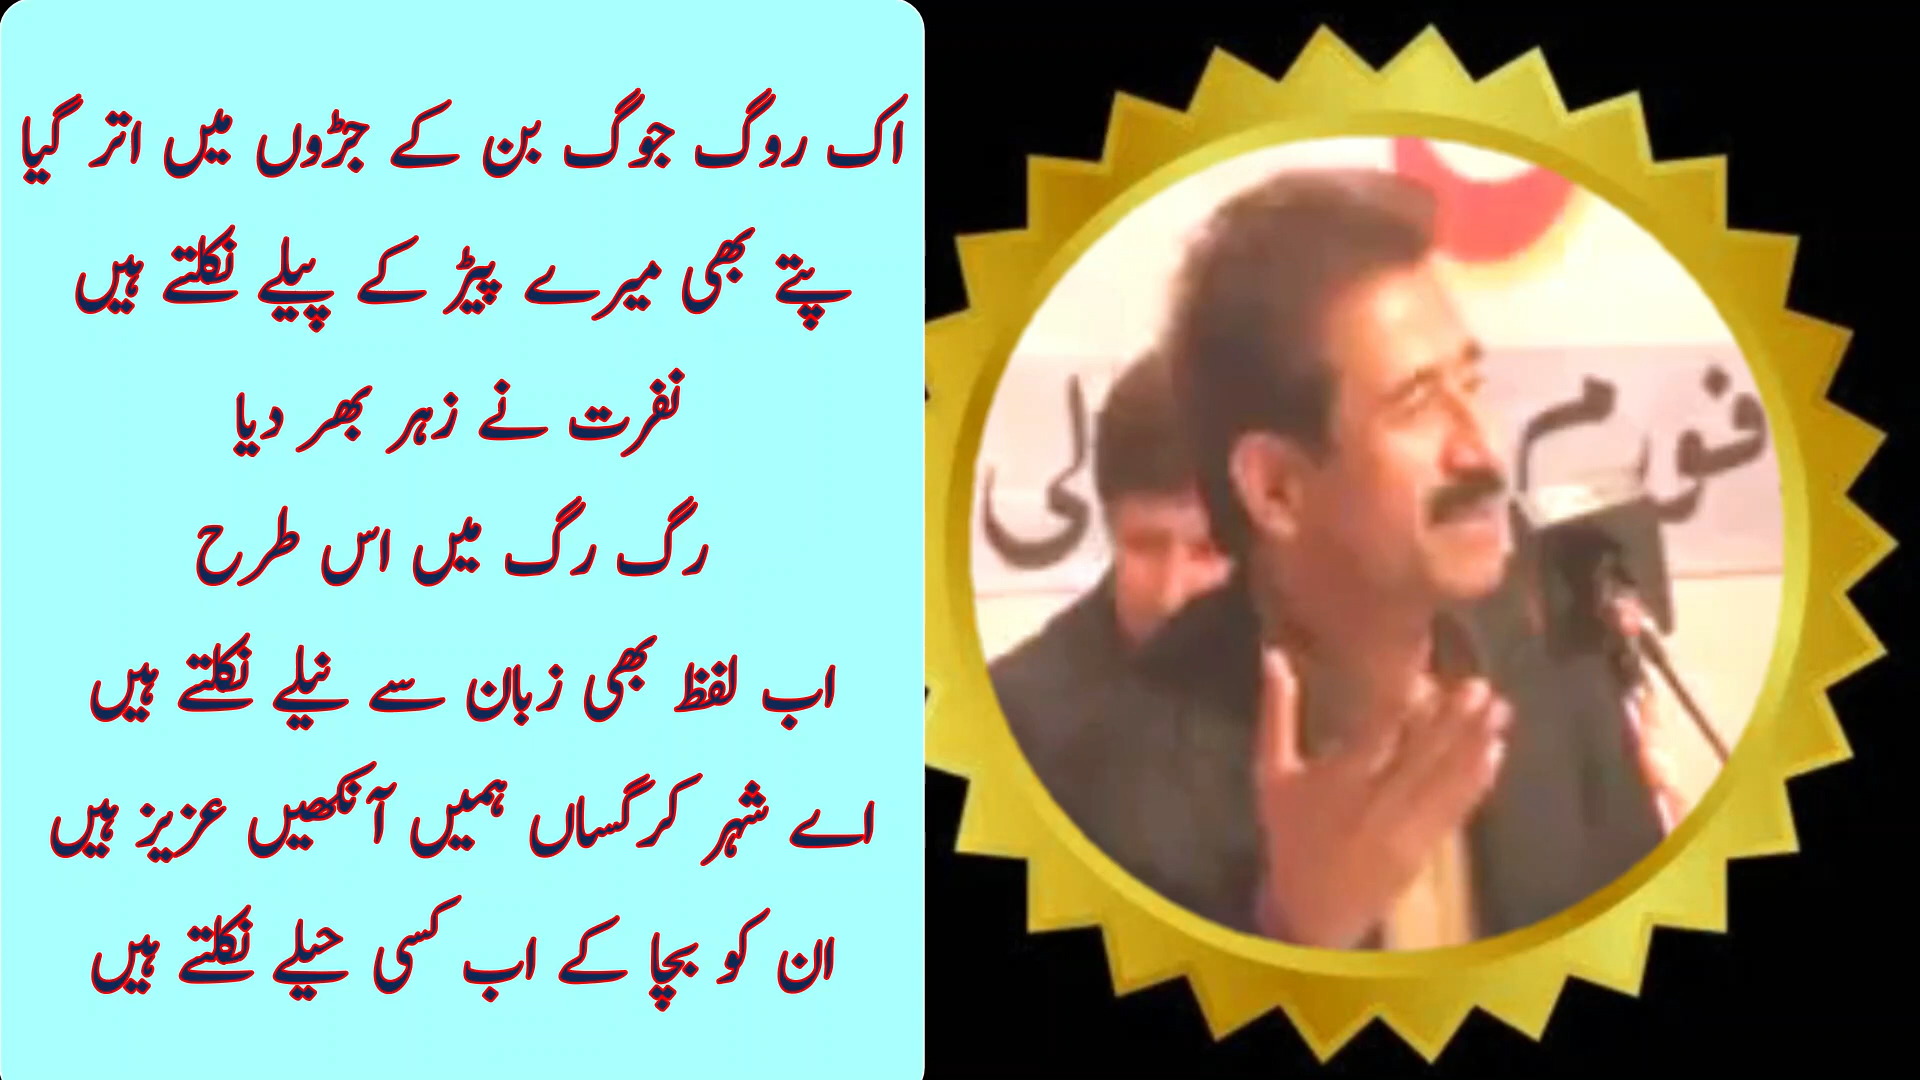 اک روگ جوگ بن کے جڑوں میں اتر گیا
پتے بھی میرے پیڑ کے پیلے نکلتے ہیں
نفرت نے زہر بھر دیا
رگ رگ میں اس طرح
اب لفظ بھی زبان سے نیلے نکلتے ہیں
اے شہر کرگساں ہمیں آنکھیں عزیز ہیں
ان کو بچا کے اب کسی حیلے نکلتے ہیں
فورم